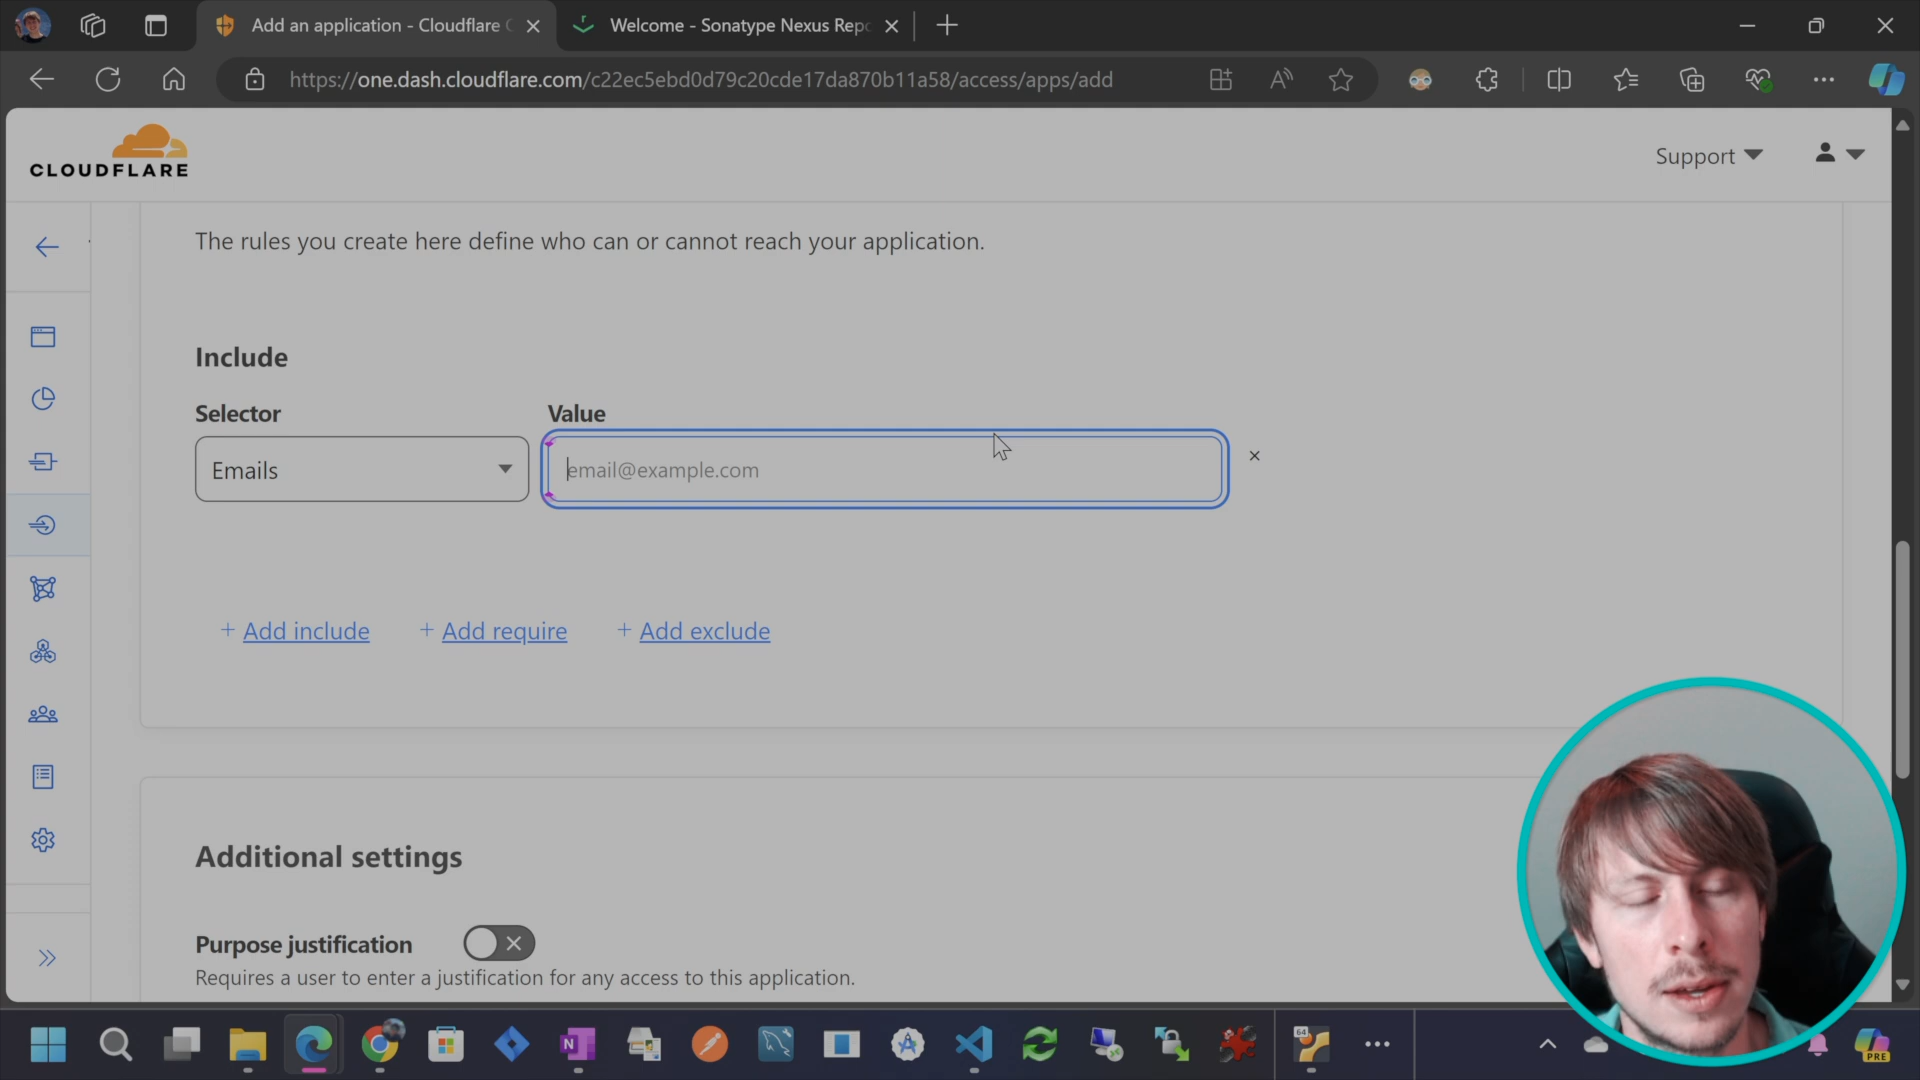 Add an application - Cloudflare
Welcome - Sonatype Nexus Repo
https://one.dash.cloudflare.com/c22ec5ebd0d79c20cde17da870b11a58/access/apps/add
CLOUDFLARE
Support
The rules you create here define who can or cannot reach your application.
Include
Selector
Value
Emails
email@example.com
+ Add include
+ Add require
+ Add exclude
Additional settings
Purpose justification
Requires a user to enter a justification for any access to this application.
64
PRE